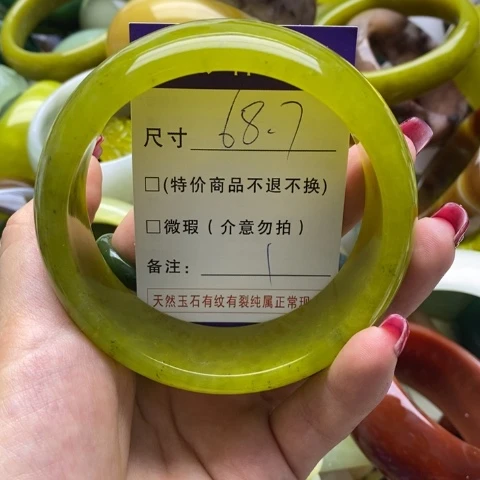 尺寸 68.7
□(特价商品不退不换)
□微瑕(介意勿拍)
备注: 1
天然玉石有纹有裂纯属正常现